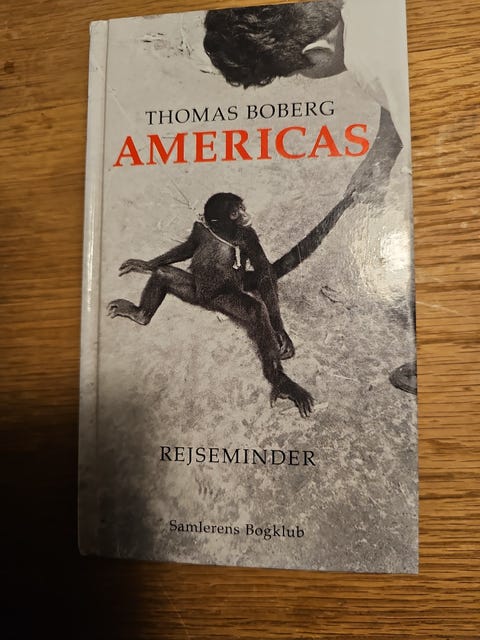 THOMAS BOBERG
AMERICAS
REJSEMINDER
Samlerens Bogklub